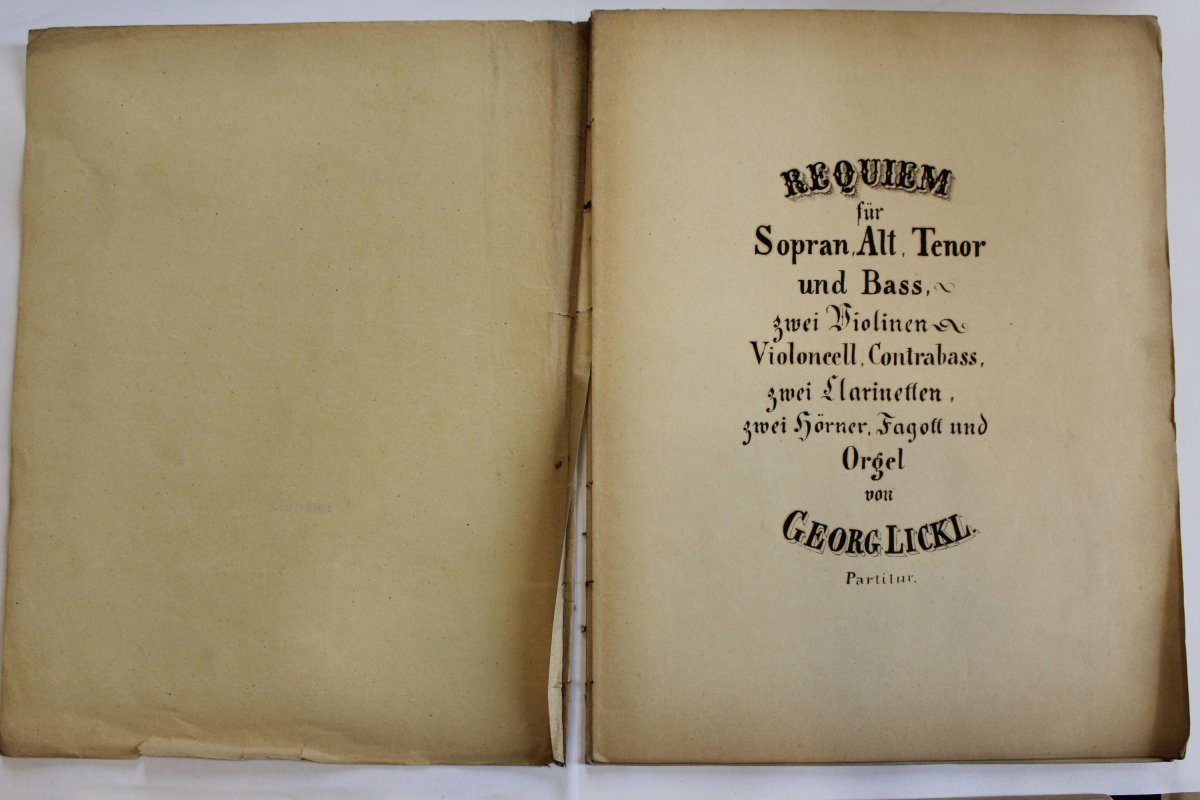 REQUIEM
für
Sopran, Alt, Tenor
und Bass,
zwei Violinen
Violoncell, Contrabass,
zwei Clarinetten,
zwei Hörner, Fagott und
Orgel
von
GEORG LICKL.
Partitur.